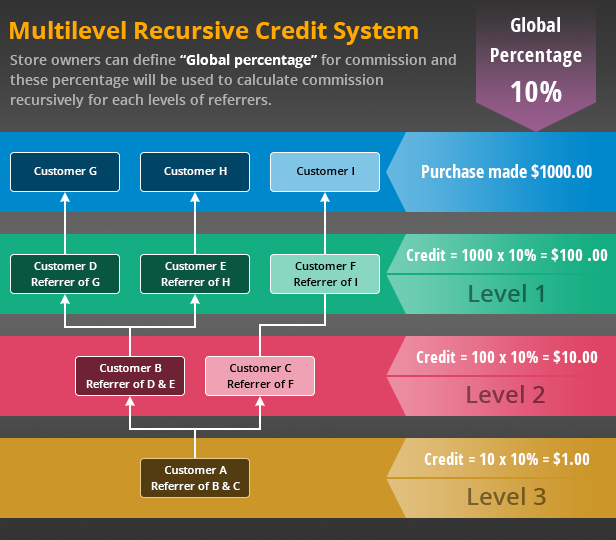 Multilevel Recursive Credit System
Store owners can define “Global percentage” for commission and
these percentage will be used to calculate commission
recursively for each levels of referrers.
Global
Percentage
10%
Customer G
Customer H
Customer I
Purchase made $1000.00
Customer D
Referrer of G
Customer E
Referrer of H
Customer F
Referrer of I
Credit = 1000 x 10% = $100 .00
Level 1
Customer B
Referrer of D & E
Customer C
Referrer of F
Credit = 100 x 10% = $10.00
Level 2
Customer A
Referrer of B & C
Credit = 10 x 10% = $1.00
Level 3